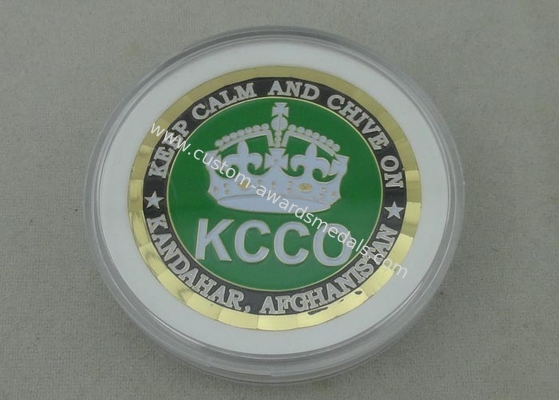 KEEP CALM AND CHIVE ON
KCCO
KANDAHAR, AFGHANISTAN
www.custom-awardsmedals.com